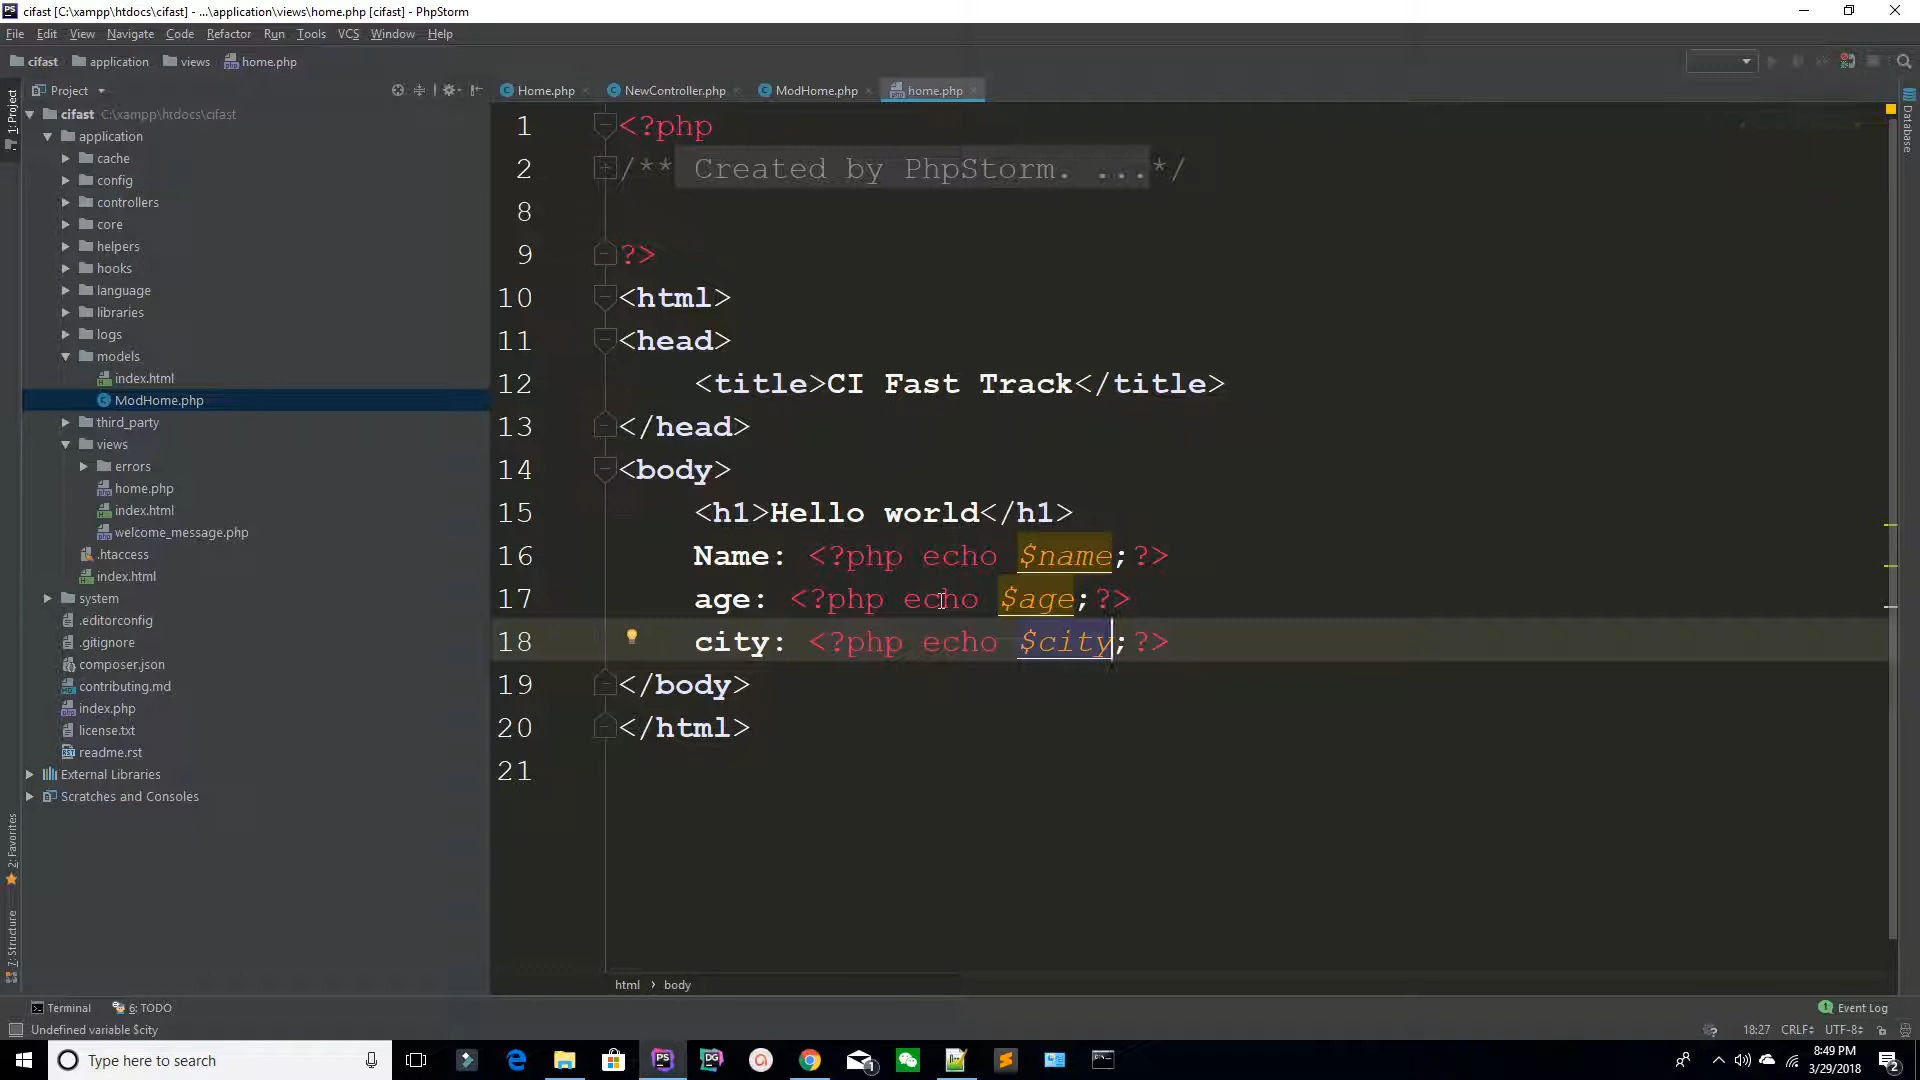 cifast [C:\xampp\htdocs\cifast] - ...\application\views\home.php [cifast] - PhpStorm
File Edit View Navigate Code Refactor Run Tools VCS Window Help
cifast application views home.php
Project
Home.php NewController.php ModHome.php home.php
1: Project
Database
cifast C:\xampp\htdocs\cifast
application
cache
config
controllers
core
helpers
hooks
language
libraries
logs
models
index.html
ModHome.php
third_party
views
errors
home.php
index.html
welcome_message.php
.htaccess
index.html
system
.editorconfig
.gitignore
composer.json
contributing.md
index.php
license.txt
readme.rst
External Libraries
Scratches and Consoles
2: Favorites
7: Structure
1 <?php
2 /** Created by PhpStorm. ...*/
8
9 ?>
10 <html>
11 <head>
12 <title>CI Fast Track</title>
13 </head>
14 <body>
15 <h1>Hello world</h1>
16 Name: <?php echo $name;?>
17 age: <?php echo $age;?>
18 city: <?php echo $city;?>
19 </body>
20 </html>
21
html › body
Terminal 6: TODO
1 Event Log
Undefined variable $city
18:27 CRLF UTF-8
Type here to search
PS
DG
1
8:49 PM
3/29/2018
2